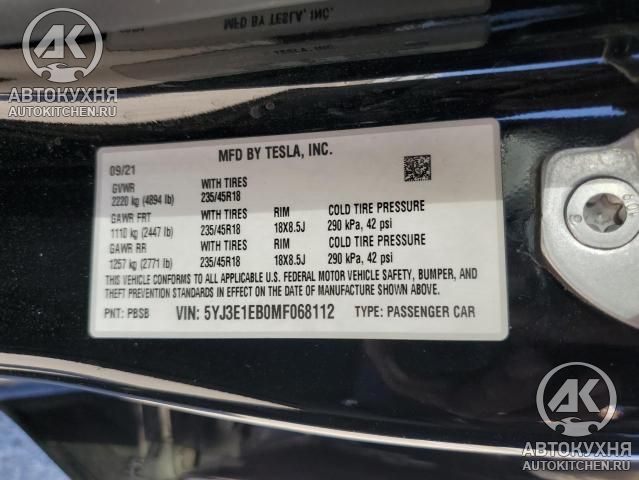 АК
АВТОКУХНЯ
AUTOKITCHEN.RU
MFD BY TESLA, INC.
09/21
GVWR WITH TIRES
2220 kg (4894 lb) 235/45R18
GAWR FRT WITH TIRES RIM COLD TIRE PRESSURE
1110 kg (2447 lb) 235/45R18 18X8.5J 290 kPa, 42 psi
GAWR RR WITH TIRES RIM COLD TIRE PRESSURE
1257 kg (2771 lb) 235/45R18 18X8.5J 290 kPa, 42 psi
THIS VEHICLE CONFORMS TO ALL APPLICABLE U.S. FEDERAL MOTOR VEHICLE SAFETY, BUMPER, AND
THEFT PREVENTION STANDARDS IN EFFECT ON THE DATE OF MANUFACTURE SHOWN ABOVE.
PNT: PBSB VIN: 5YJ3E1EB0MF068112 TYPE: PASSENGER CAR
АК
АВТОКУХНЯ
AUTOKITCHEN.RU